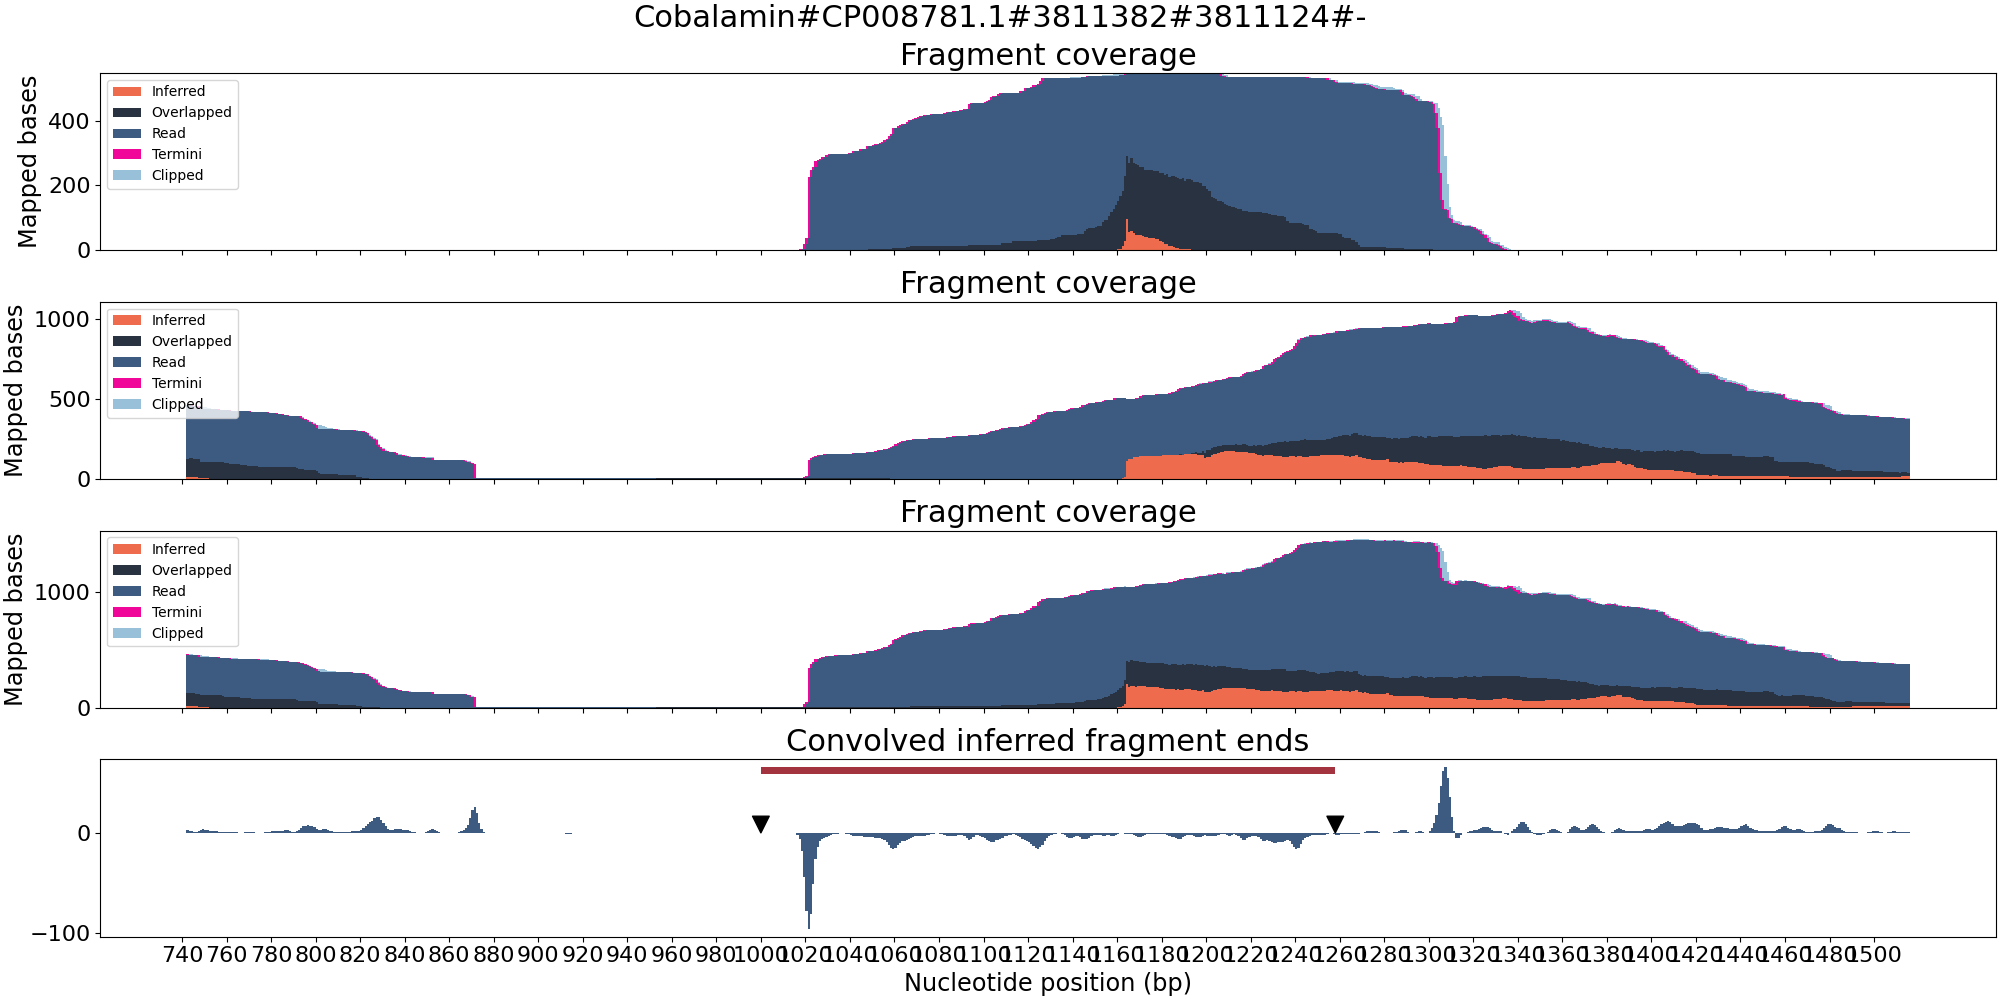 Cobalamin#CP008781.1#3811382#3811124#-
Fragment coverage
Mapped bases
400
200
0
Inferred
Overlapped
Read
Termini
Clipped
Fragment coverage
Mapped bases
1000
500
0
Inferred
Overlapped
Read
Termini
Clipped
Fragment coverage
Mapped bases
1000
0
Inferred
Overlapped
Read
Termini
Clipped
Convolved inferred fragment ends
0
−100
740 760 780 800 820 840 860 880 900 920 940 960 980 1000 1020 1040 1060 1080 1100 1120 1140 1160 1180 1200 1220 1240 1260 1280 1300 1320 1340 1360 1380 1400 1420 1440 1460 1480 1500
Nucleotide position (bp)